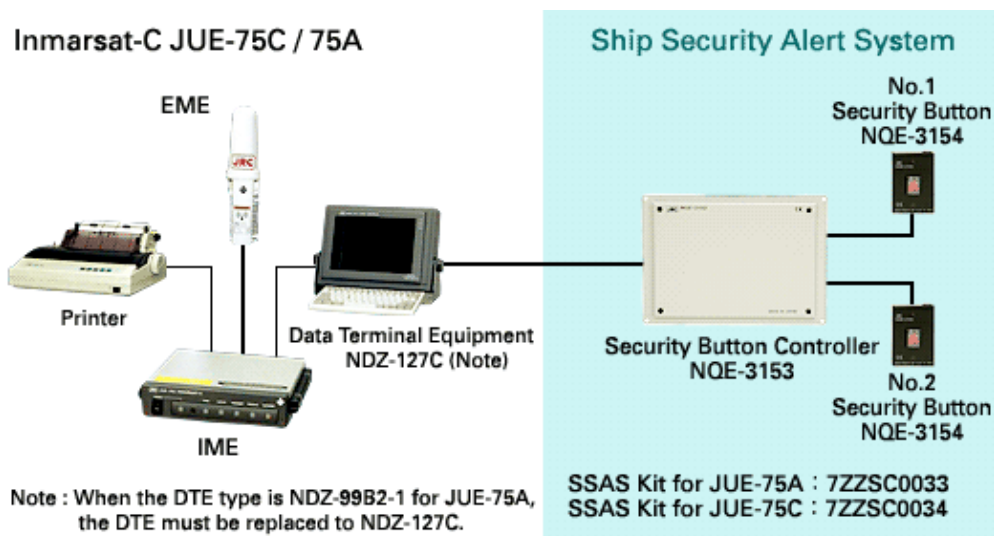 Inmarsat-C JUE-75C / 75A
Ship Security Alert System
EME
No.1
Security Button
NQE-3154
JRC
Printer
Data Terminal Equipment
NDZ-127C (Note)
Security Button Controller
NQE-3153
IME
No.2
Security Button
NQE-3154
Note : When the DTE type is NDZ-99B2-1 for JUE-75A,
the DTE must be replaced to NDZ-127C.
SSAS Kit for JUE-75A : 7ZZSC0033
SSAS Kit for JUE-75C : 7ZZSC0034